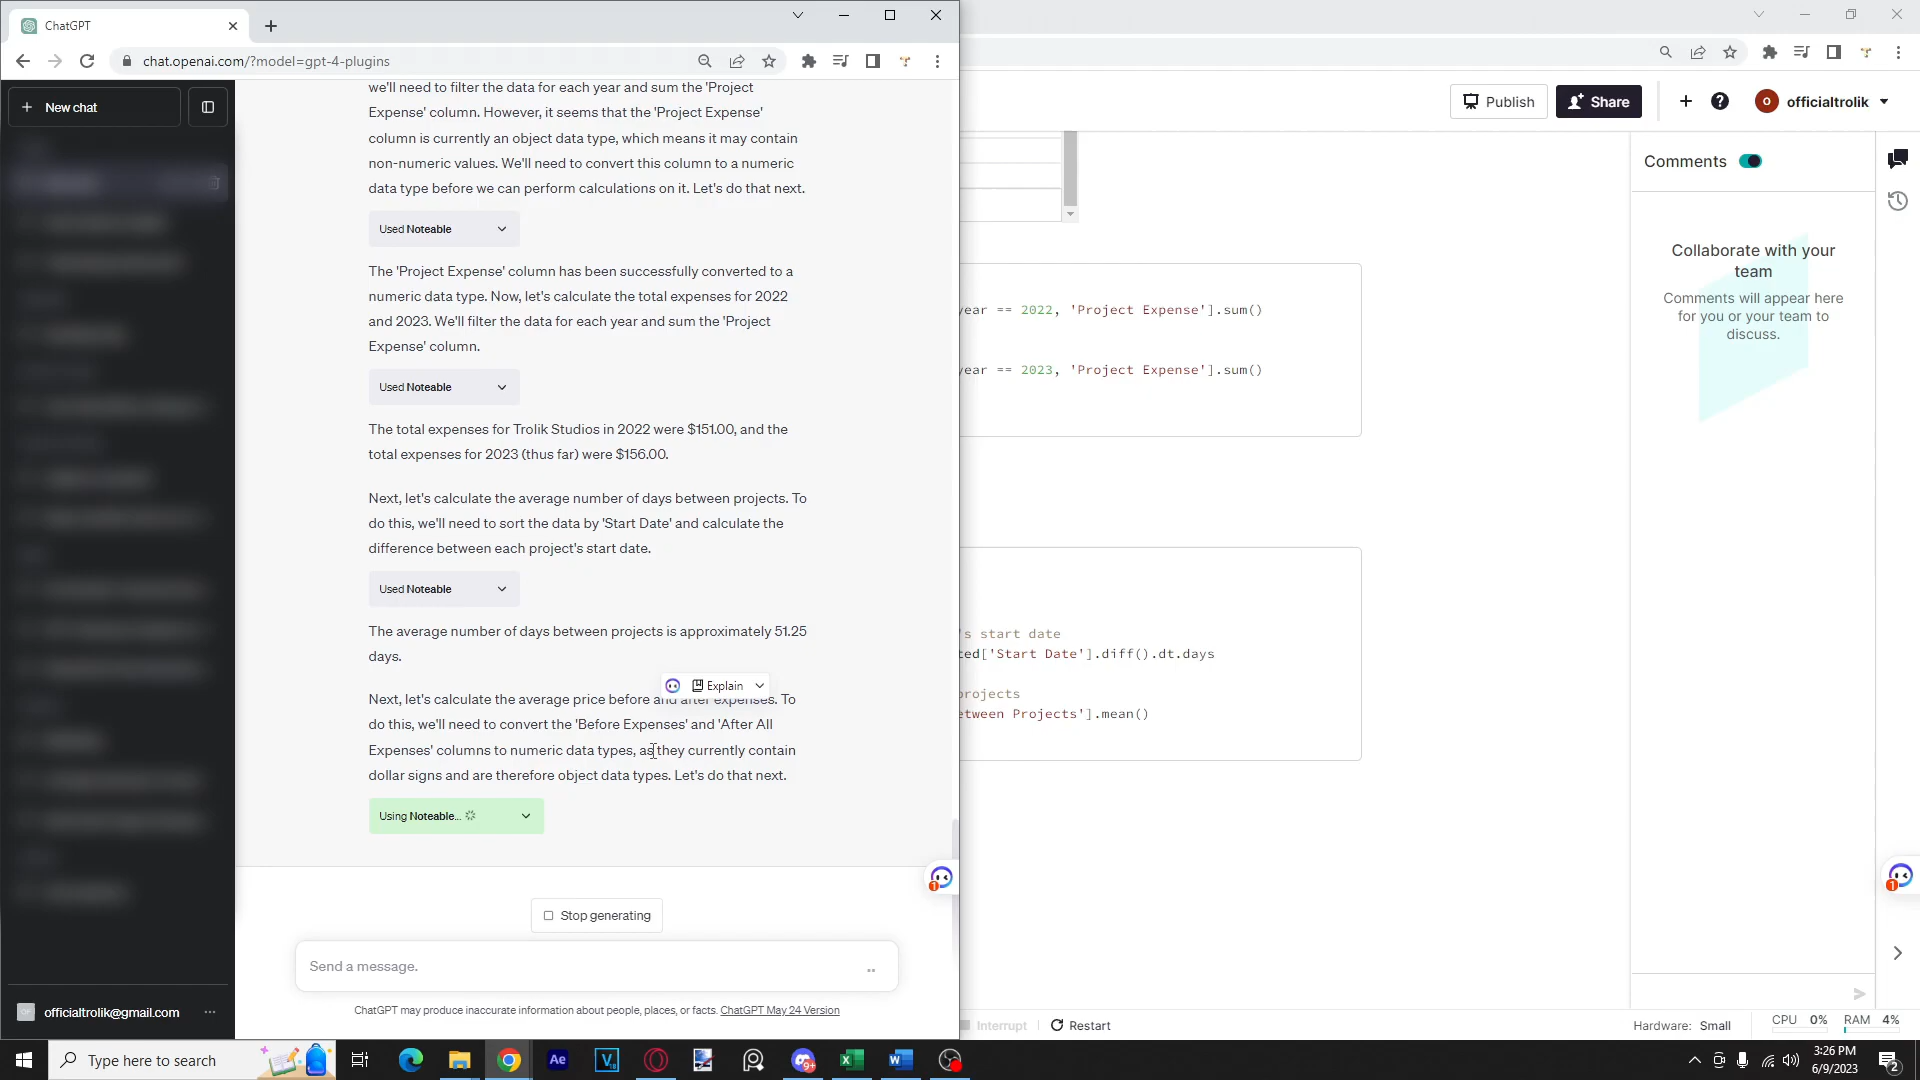 ChatGPT
chat.openai.com/?model=gpt-4-plugins
New chat
we'll need to filter the data for each year and sum the 'Project
Expense' column. However, it seems that the 'Project Expense'
column is currently an object data type, which means it may contain
non-numeric values. We'll need to convert this column to a numeric
data type before we can perform calculations on it. Let's do that next.
Used Noteable
The 'Project Expense' column has been successfully converted to a
numeric data type. Now, let's calculate the total expenses for 2022
and 2023. We'll filter the data for each year and sum the 'Project
Expense' column.
Used Noteable
The total expenses for Trolik Studios in 2022 were $151.00, and the
total expenses for 2023 (thus far) were $156.00.
Next, let's calculate the average number of days between projects. To
do this, we'll need to sort the data by 'Start Date' and calculate the
difference between each project's start date.
Used Noteable
The average number of days between projects is approximately 51.25
days.
Explain
Next, let's calculate the average price before and after expenses. To
do this, we'll need to convert the 'Before Expenses' and 'After All
Expenses' columns to numeric data types, as they currently contain
dollar signs and are therefore object data types. Let's do that next.
Using Noteable...
1
Stop generating
Send a message.
ChatGPT may produce inaccurate information about people, places, or facts. ChatGPT May 24 Version
officialtrolik@gmail.com
Publish
Share
O
officialtrolik
year == 2022, 'Project Expense'].sum()
year == 2023, 'Project Expense'].sum()
's start date
ted['Start Date'].diff().dt.days
projects
etween Projects'].mean()
Comments
Collaborate with your
team
Comments will appear here
for you or your team to
discuss.
1
Interrupt
Restart
Hardware: Small
CPU 0%
RAM 4%
Type here to search
Ae
9+
3:26 PM
6/9/2023
2